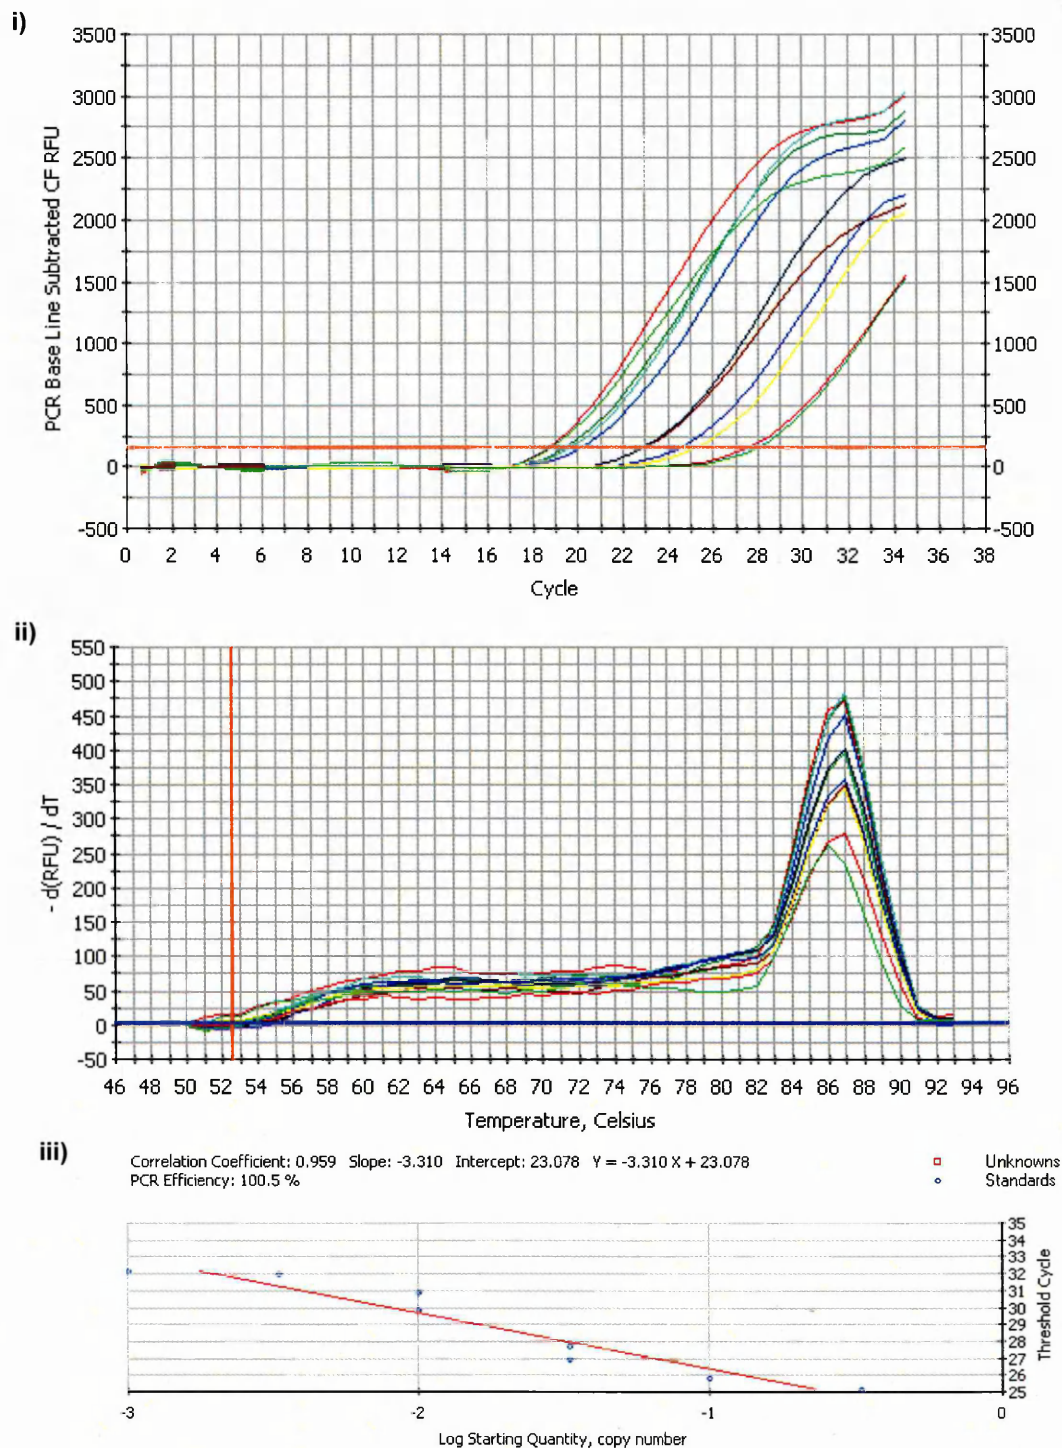 i)
3500 3500
3000 3000
2500 2500
2000 2000
1500 1500
1000 1000
500 500
0 0
-500 -500
PCR Base Line Subtracted CF RFU
0 2 4 6 8 10 12 14 16 18 20 22 24 26 28 30 32 34 36 38
Cycle
ii)
550
500
450
400
350
300
250
200
150
100
50
0
-50
- d(RFU) / dT
46 48 50 52 54 56 58 60 62 64 66 68 70 72 74 76 78 80 82 84 86 88 90 92 94 96
Temperature, Celsius
iii)
Correlation Coefficient: 0.959 Slope: -3.310 Intercept: 23.078 Y = -3.310 X + 23.078
PCR Efficiency: 100.5 %
Unknowns
Standards
35
34
33
32
31
30
29
28
27
26
25
Threshold Cycle
-3 -2 -1 0
Log Starting Quantity, copy number